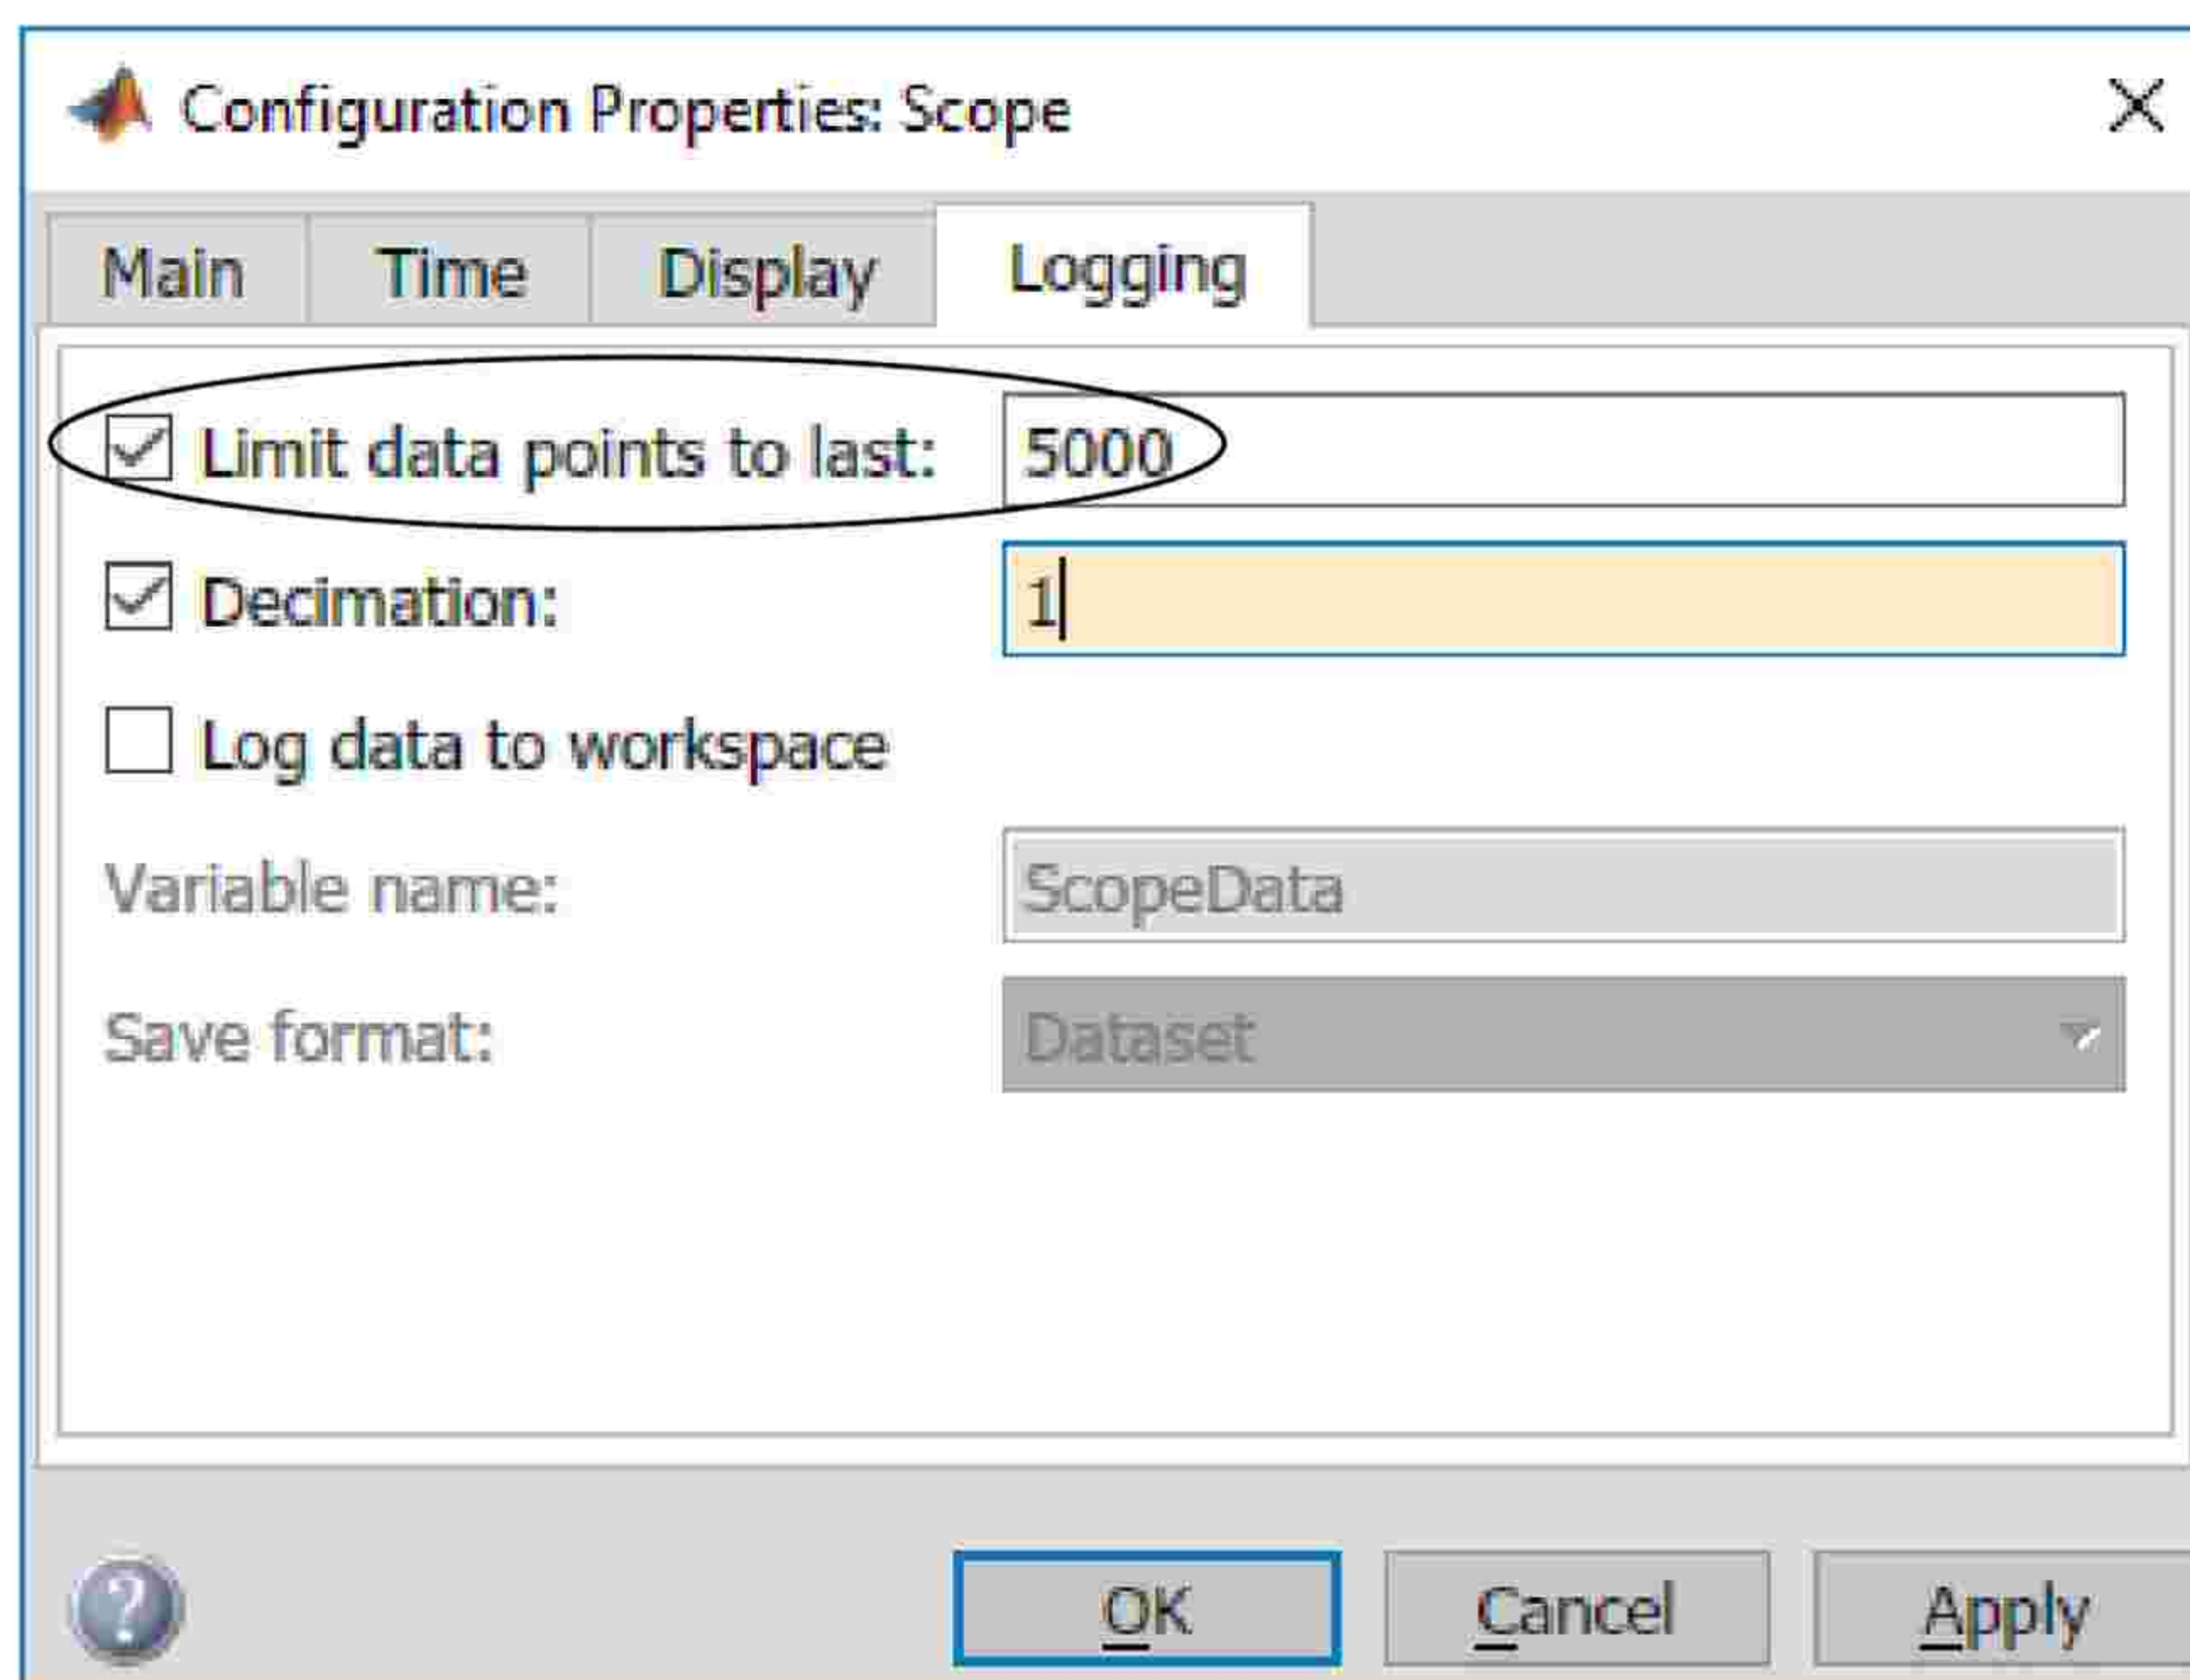 Configuration Properties: Scope
Main Time Display Logging
Limit data points to last: 5000
Decimation: 1
Log data to workspace
Variable name: ScopeData
Save format: Dataset
? OK Cancel Apply